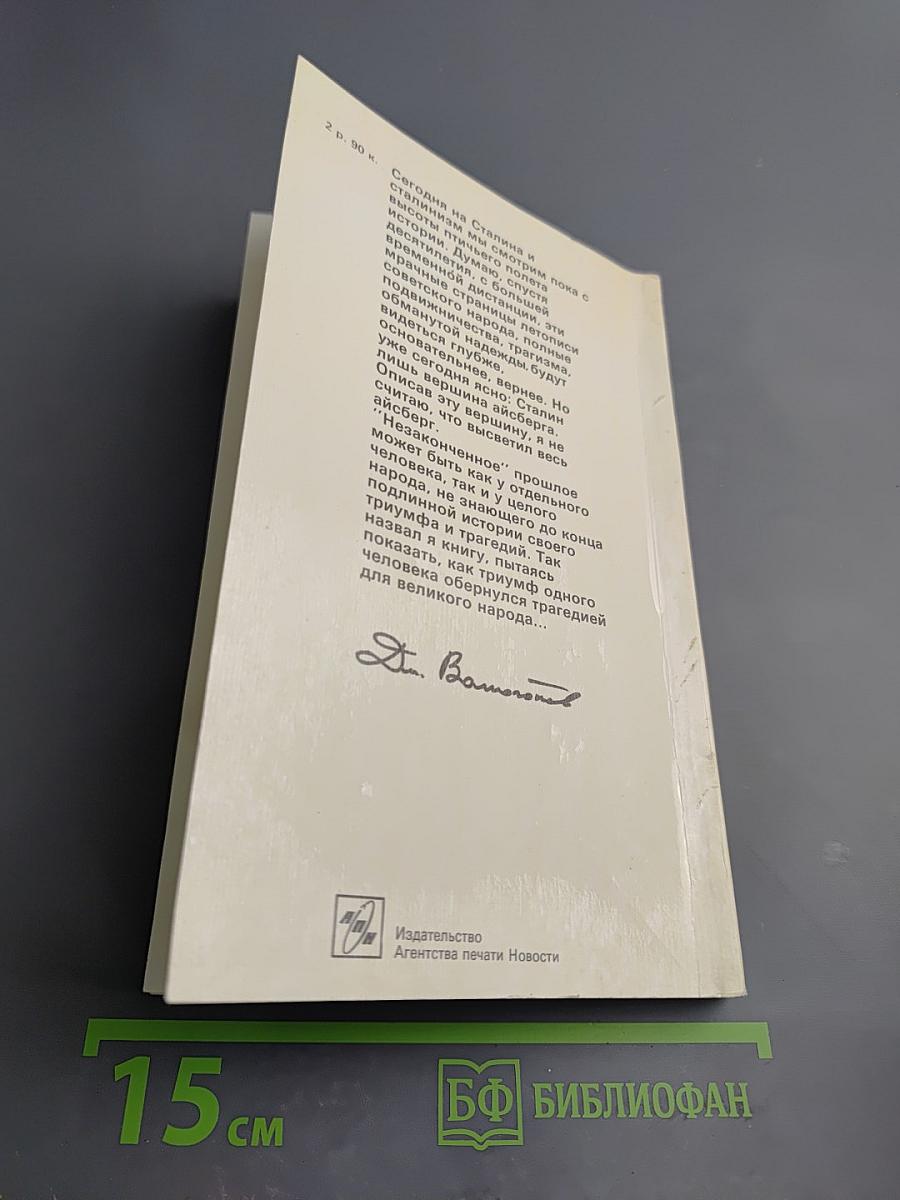 2 р. 90 к.
Сегодня на Сталина и
сталинизм мы смотрим пока с
высоты птичьего полета
истории. Думаю, спустя
десятилетия, с большей
временно́й дистанции, эти
мрачные страницы летописи
советского народа, полные
подвижничества, трагизма,
обманутой надежды, будут
видеться глубже,
основательнее, вернее. Но
уже сегодня ясно: Сталин
лишь вершина айсберга.
Описав эту вершину, я не
считаю, что высветил весь
айсберг.
"Незаконченное" прошлое
может быть как у отдельного
человека, так и у целого
народа, не знающего до конца
подлинной истории своего
триумфа и трагедий. Так
назвал я книгу, пытаясь
показать, как триумф одного
человека обернулся трагедией
для великого народа...
Дм. Волкогонов
АПН
Издательство
Агентства печати Новости
15 см
БФ БИБЛИОФАН